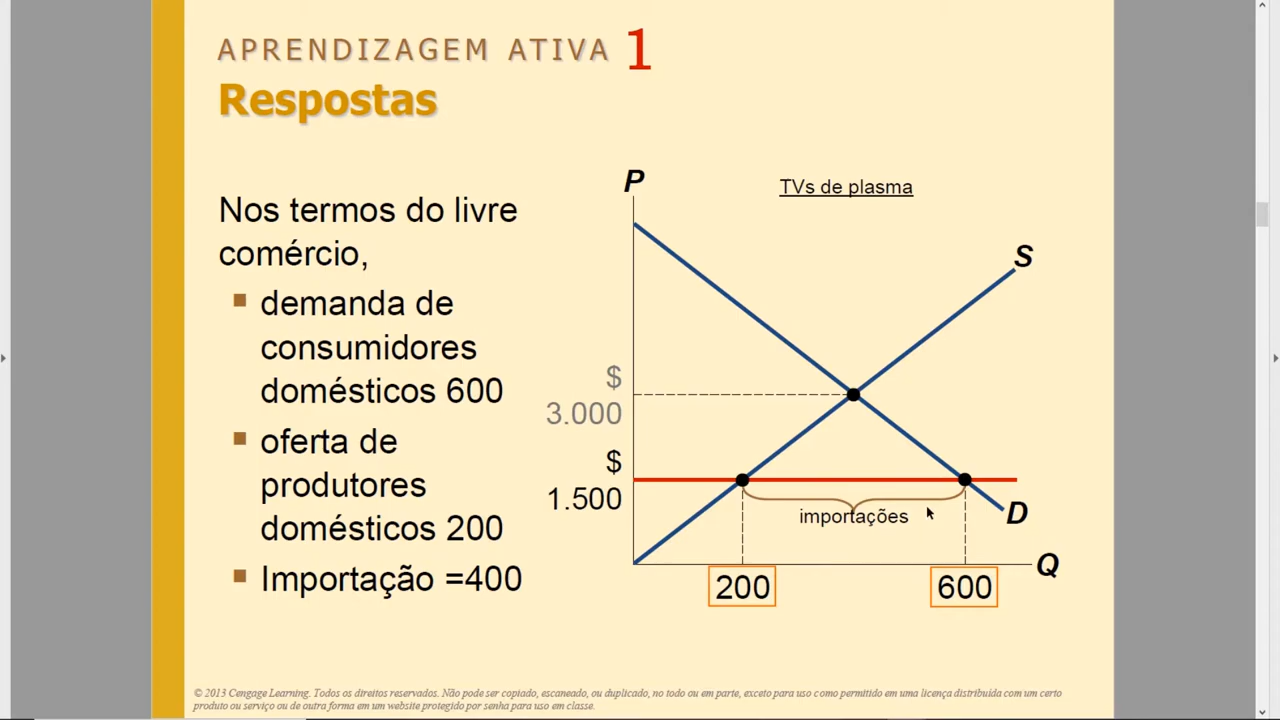 APRENDIZAGEM ATIVA 1
Respostas
Nos termos do livre
comércio,
demanda de
consumidores
domésticos 600
oferta de
produtores
domésticos 200
Importação =400
P
TVs de plasma
S
$
3.000
$
1.500
importações
D
Q
200
600
© 2013 Cengage Learning. Todos os direitos reservados. Não pode ser copiado, escaneado, ou duplicado, no todo ou em parte, exceto para uso como permitido em uma licença distribuída com um certo
produto ou serviço ou de outra forma em um website protegido por senha para uso em classe.